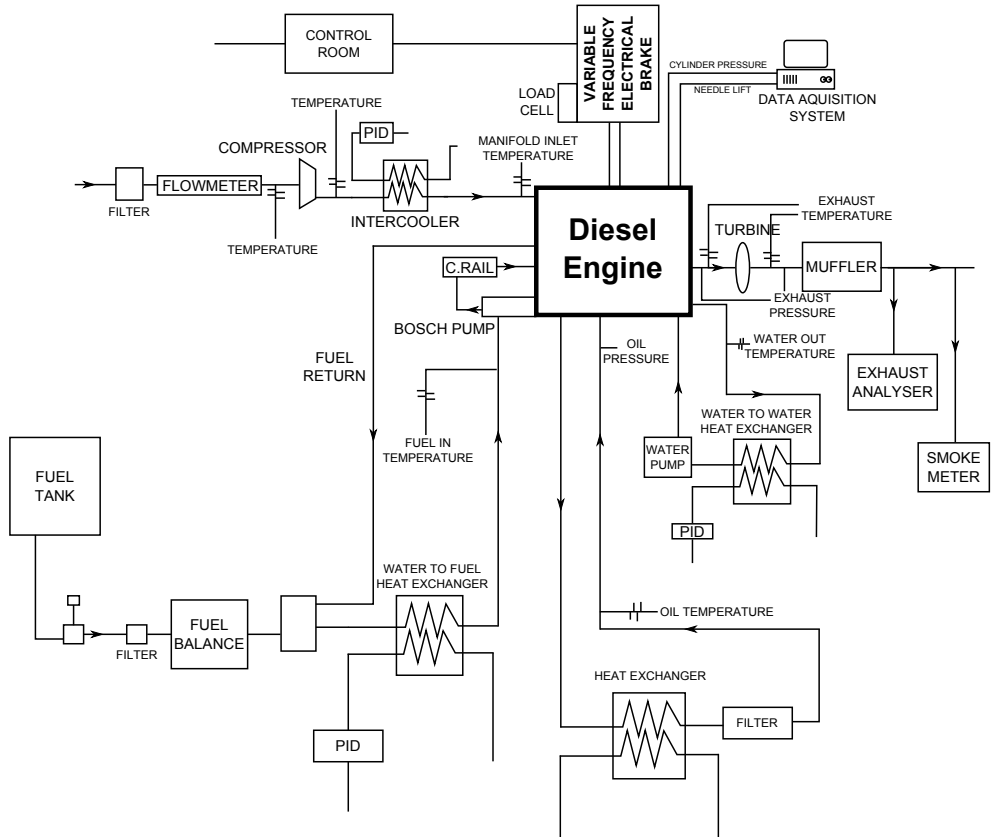 CONTROL
ROOM
VARIABLE
FREQUENCY
ELECTRICAL
BRAKE
LOAD
CELL
CYLINDER PRESSURE
NEEDLE LIFT
DATA AQUISITION
SYSTEM
TEMPERATURE
PID
COMPRESSOR
MANIFOLD INLET
TEMPERATURE
FLOWMETER
FILTER
INTERCOOLER
TEMPERATURE
Diesel
Engine
EXHAUST
TEMPERATURE
TURBINE
MUFFLER
EXHAUST
PRESSURE
C.RAIL
BOSCH PUMP
FUEL
RETURN
OIL
PRESSURE
WATER OUT
TEMPERATURE
EXHAUST
ANALYSER
FUEL IN
TEMPERATURE
WATER TO WATER
HEAT EXCHANGER
WATER
PUMP
SMOKE
METER
FUEL
TANK
PID
WATER TO FUEL
HEAT EXCHANGER
OIL TEMPERATURE
FUEL
BALANCE
FILTER
HEAT EXCHANGER
FILTER
PID